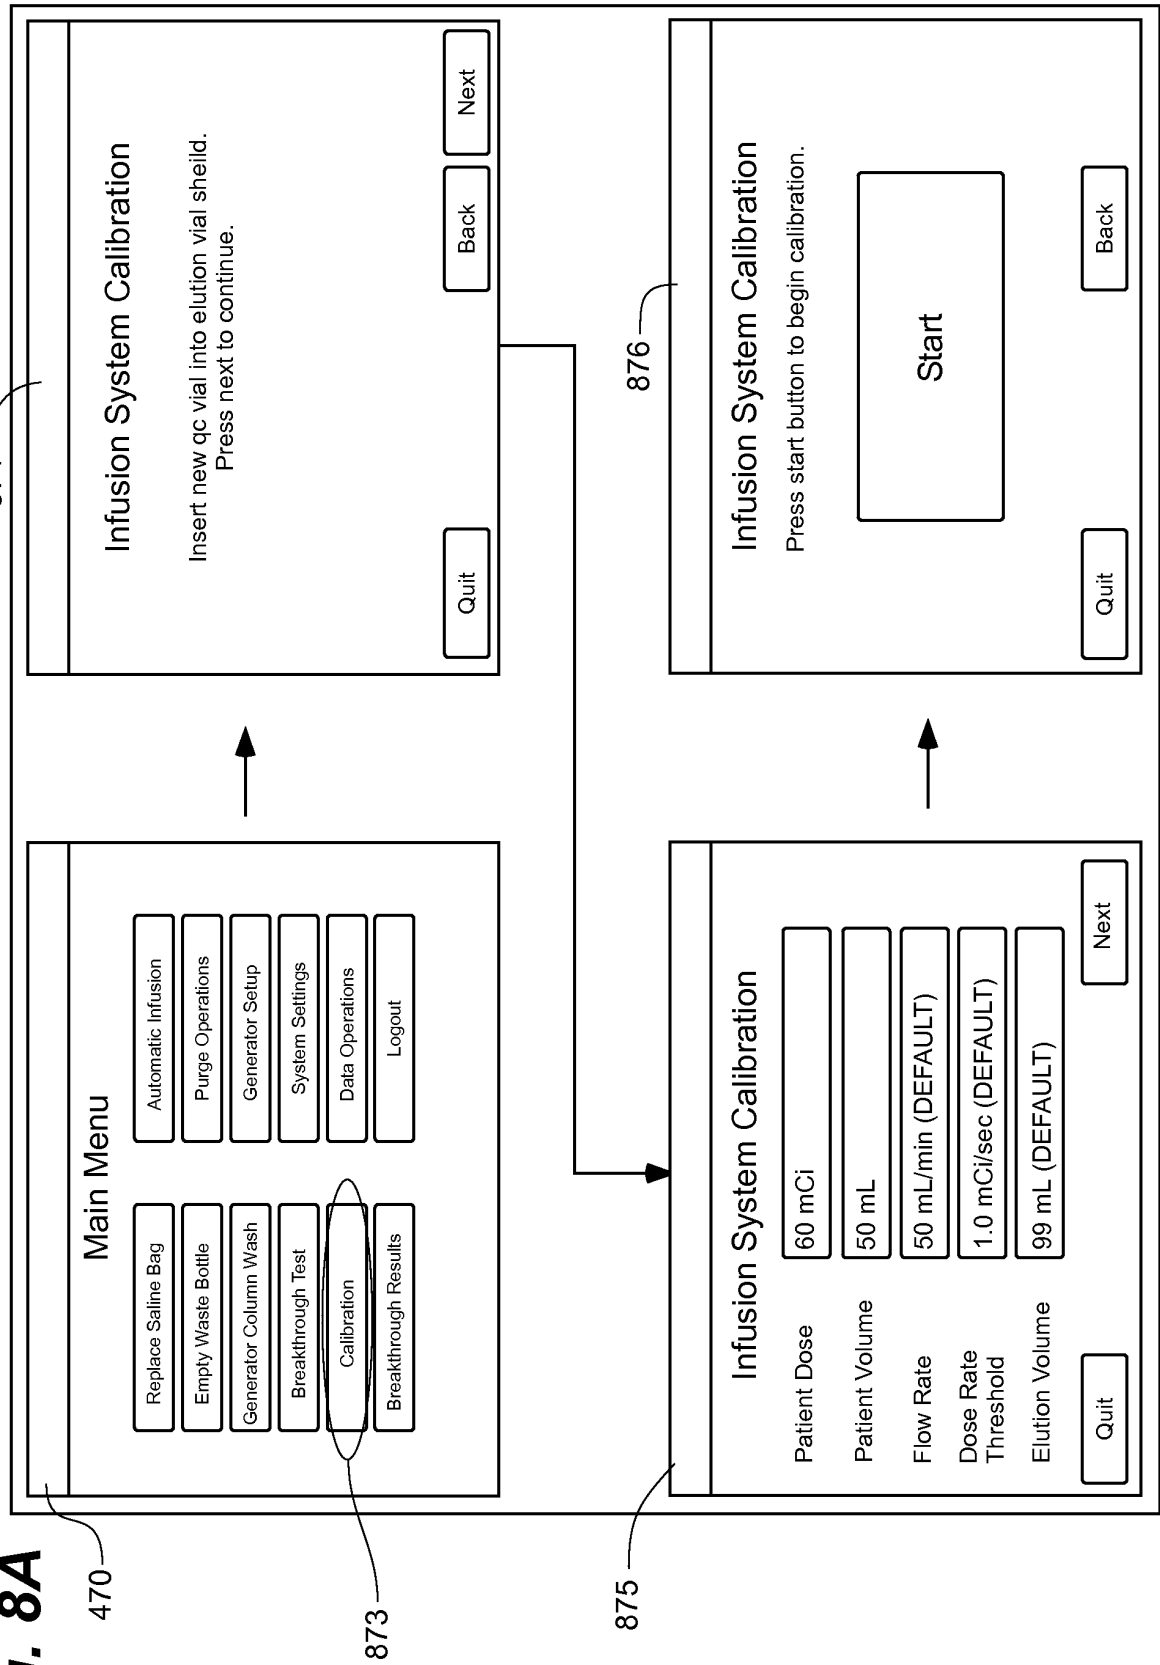 8A
470
Main Menu
Replace Saline Bag
Empty Waste Bottle
Generator Column Wash
Breakthrough Test
Calibration
Breakthrough Results
Automatic Infusion
Purge Operations
Generator Setup
System Settings
Data Operations
Logout
873
Infusion System Calibration
Insert new qc vial into elution vial sheild.
Press next to continue.
Quit
Back
Next
875
Infusion System Calibration
Patient Dose
60 mCi
Patient Volume
50 mL
Flow Rate
50 mL/min (DEFAULT)
Dose Rate
Threshold
1.0 mCi/sec (DEFAULT)
Elution Volume
99 mL (DEFAULT)
Quit
Next
876
Infusion System Calibration
Press start button to begin calibration.
Start
Quit
Back